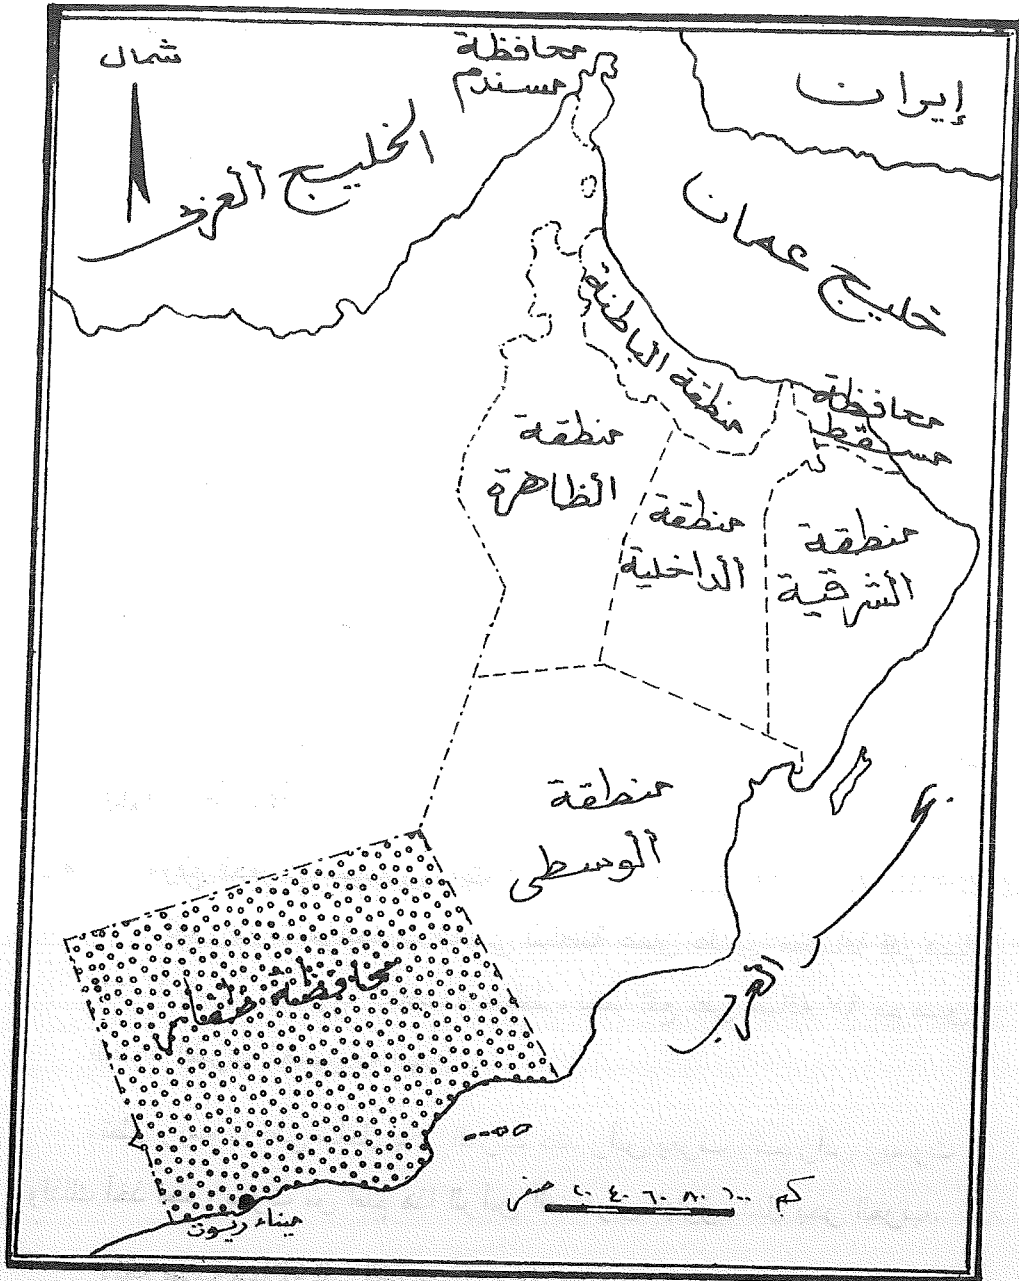 شمال
محافظة
مسندم
إيران
الخليج العربي
خليج عمان
منطقة الباطنة
محافظة
مسقط
منطقة
الظاهرة
منطقة
الداخلية
منطقة
الشرقية
منطقة
الوسطى
بحر العرب
محافظة ظفار
ميناء ريسوت
كم ١٠٠ ٨٠ ٦٠ ٤٠ ٢٠ صفر